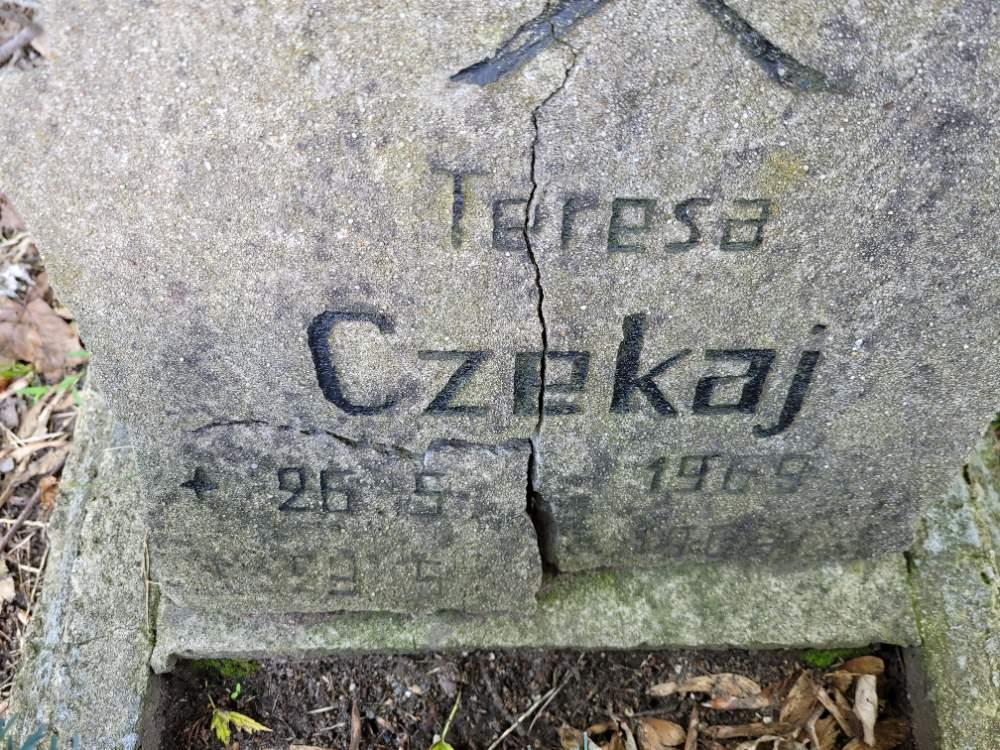 Teresa
Czekaj
* 26. 5. 1969